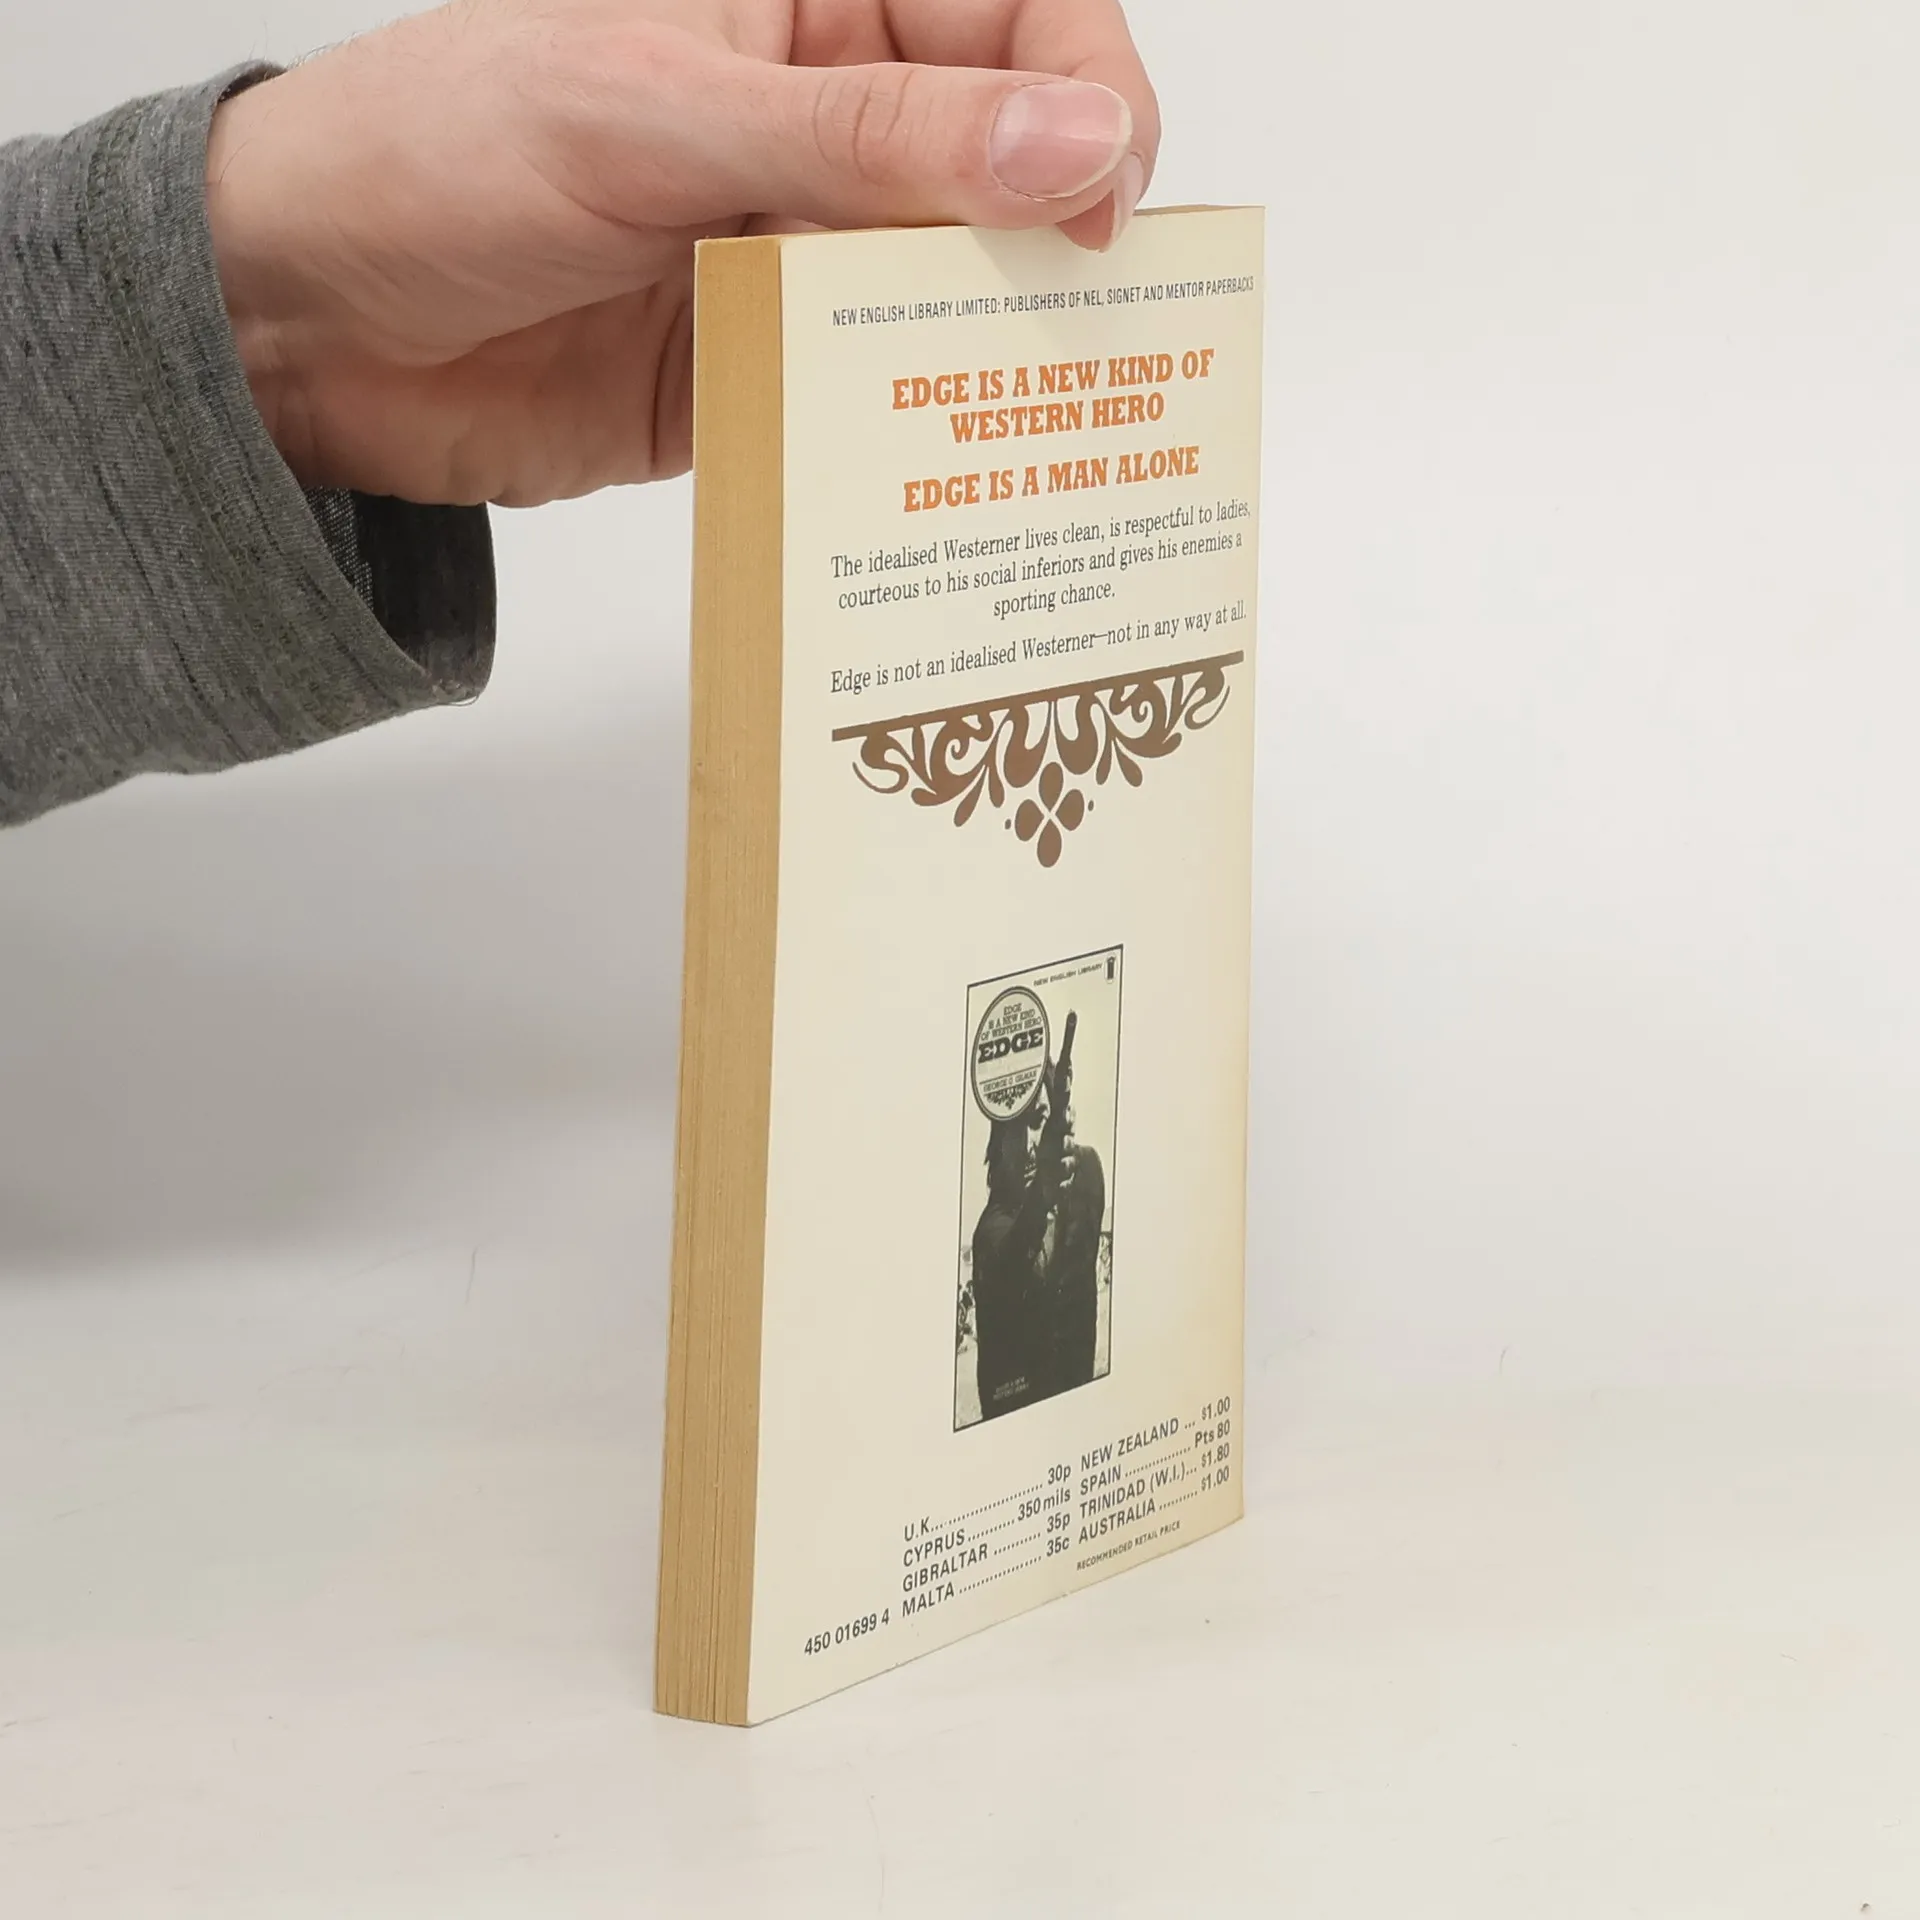 NEW ENGLISH LIBRARY LIMITED: PUBLISHERS OF NEL, SIGNET AND MENTOR PAPERBACKS
EDGE IS A NEW KIND OF
WESTERN HERO
EDGE IS A MAN ALONE
The idealised Westerner lives clean, is respectful to ladies,
courteous to his social inferiors and gives his enemies a
sporting chance.
Edge is not an idealised Westerner—not in any way at all.
NEW ENGLISH LIBRARY
EDGE
IS A NEW KIND
OF WESTERN HERO
EDGE
GEORGE G. GILMAN
U.K. .................... 30p
CYPRUS ........... 350 mils
GIBRALTAR ........... 35p
MALTA .................. 35c
NEW ZEALAND ... $1.00
SPAIN ................ Pts 80
TRINIDAD (W.I.)... $1.80
AUSTRALIA .......... $1.00
RECOMMENDED RETAIL PRICE
450 01699 4